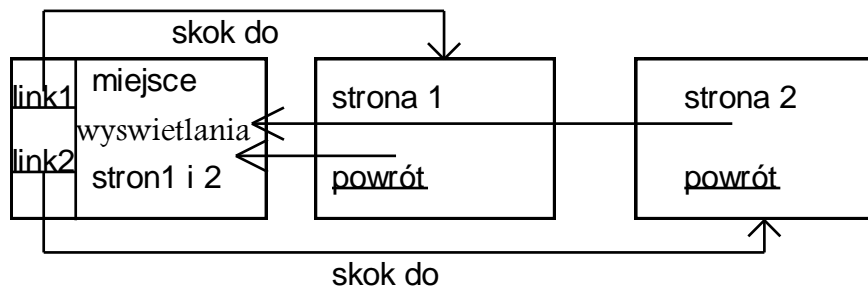 skok do
link1
link2
miejsce
wyswietlania
stron1 i 2
strona 1
powrót
strona 2
powrót
skok do